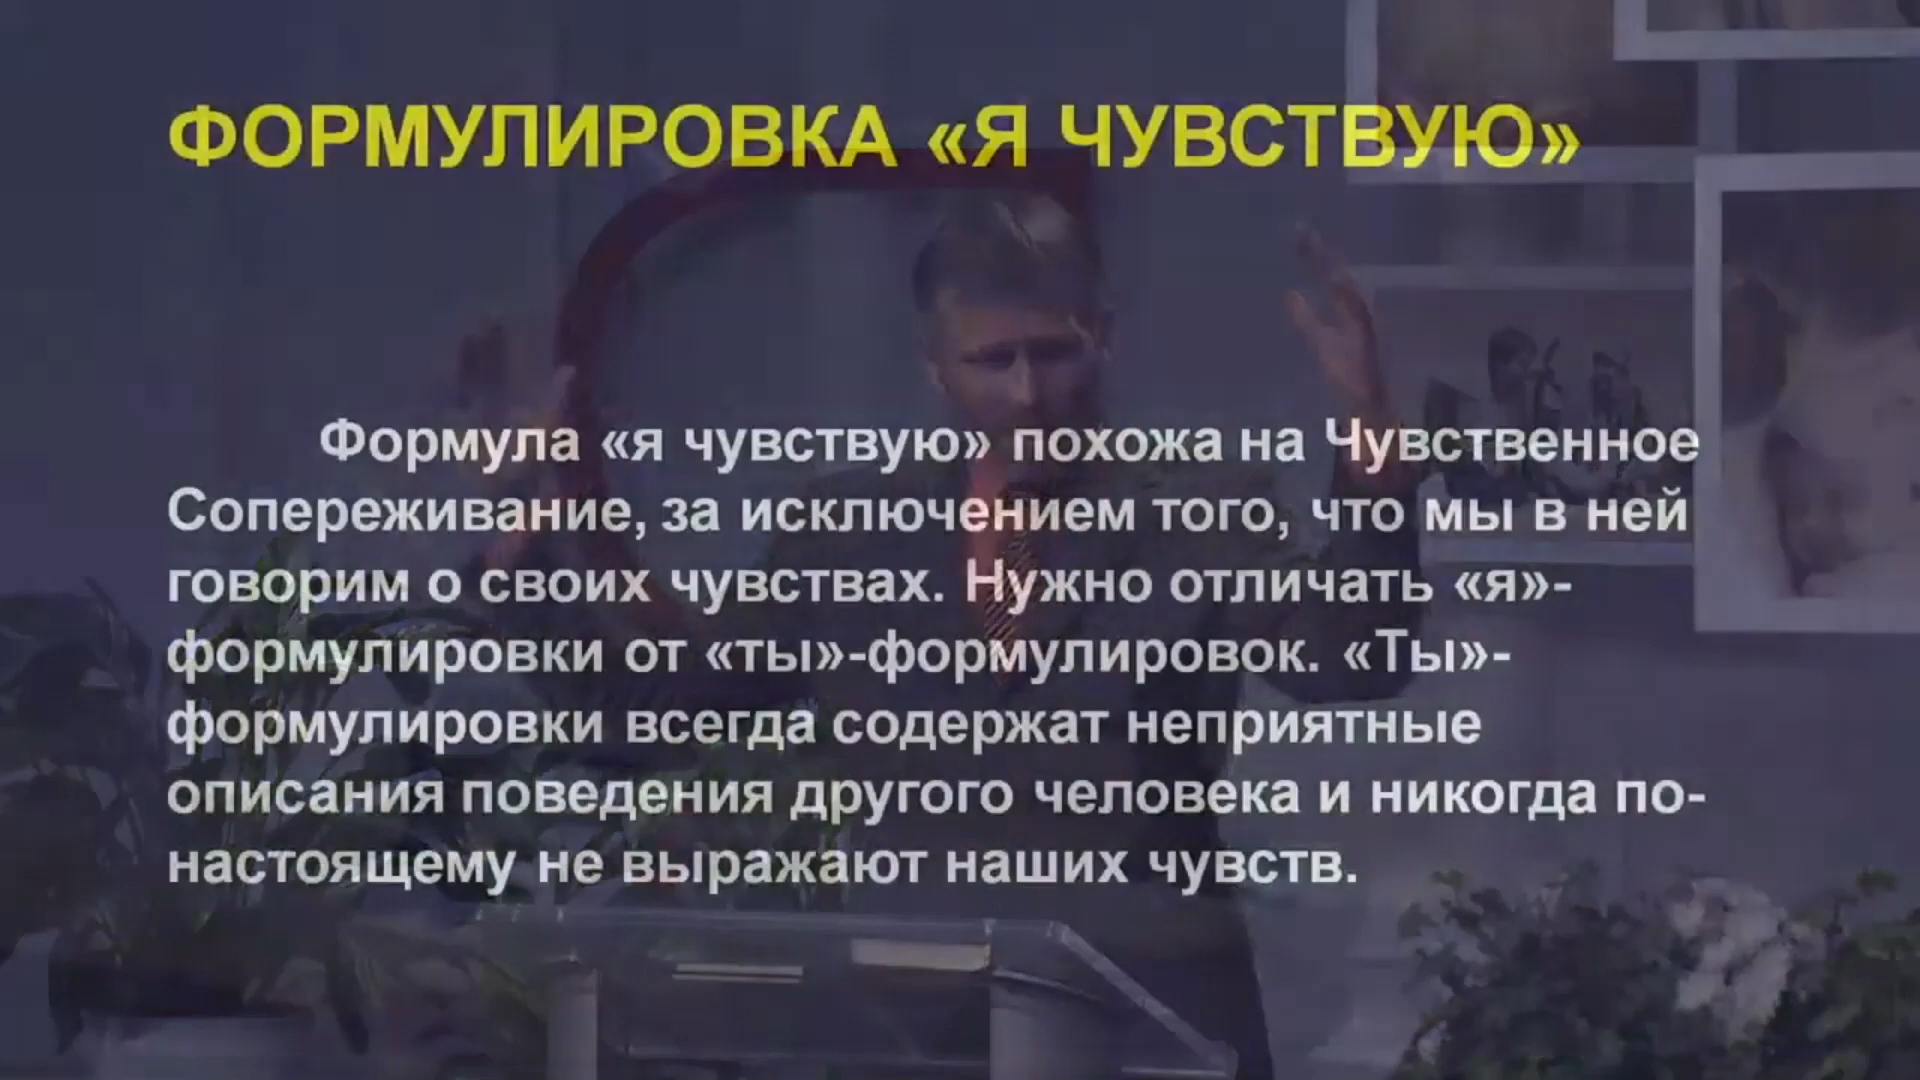 ФОРМУЛИРОВКА «Я ЧУВСТВУЮ»
Формула «я чувствую» похожа на Чувственное
Сопереживание, за исключением того, что мы в ней
говорим о своих чувствах. Нужно отличать «я»-
формулировки от «ты»-формулировок. «Ты»-
формулировки всегда содержат неприятные
описания поведения другого человека и никогда по-
настоящему не выражают наших чувств.